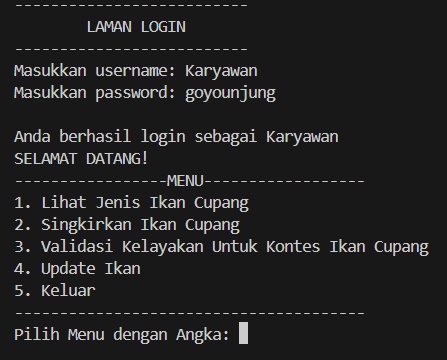 --------------------------
LAMAN LOGIN
--------------------------
Masukkan username: Karyawan
Masukkan password: goyounjung
Anda berhasil login sebagai Karyawan
SELAMAT DATANG!
-----------------MENU------------------
1. Lihat Jenis Ikan Cupang
2. Singkirkan Ikan Cupang
3. Validasi Kelayakan Untuk Kontes Ikan Cupang
4. Update Ikan
5. Keluar
---------------------------------------
Pilih Menu dengan Angka: